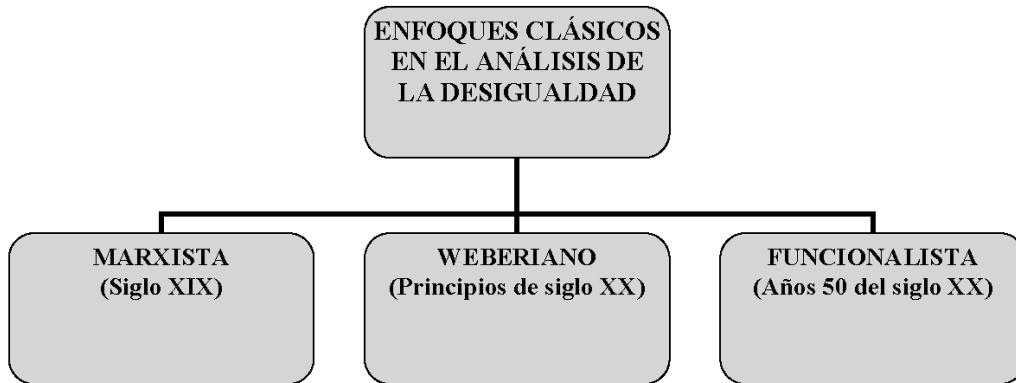 ENFOQUES CLÁSICOS
EN EL ANÁLISIS DE
LA DESIGUALDAD
MARXISTA
(Siglo XIX)
WEBERIANO
(Principios de siglo XX)
FUNCIONALISTA
(Años 50 del siglo XX)